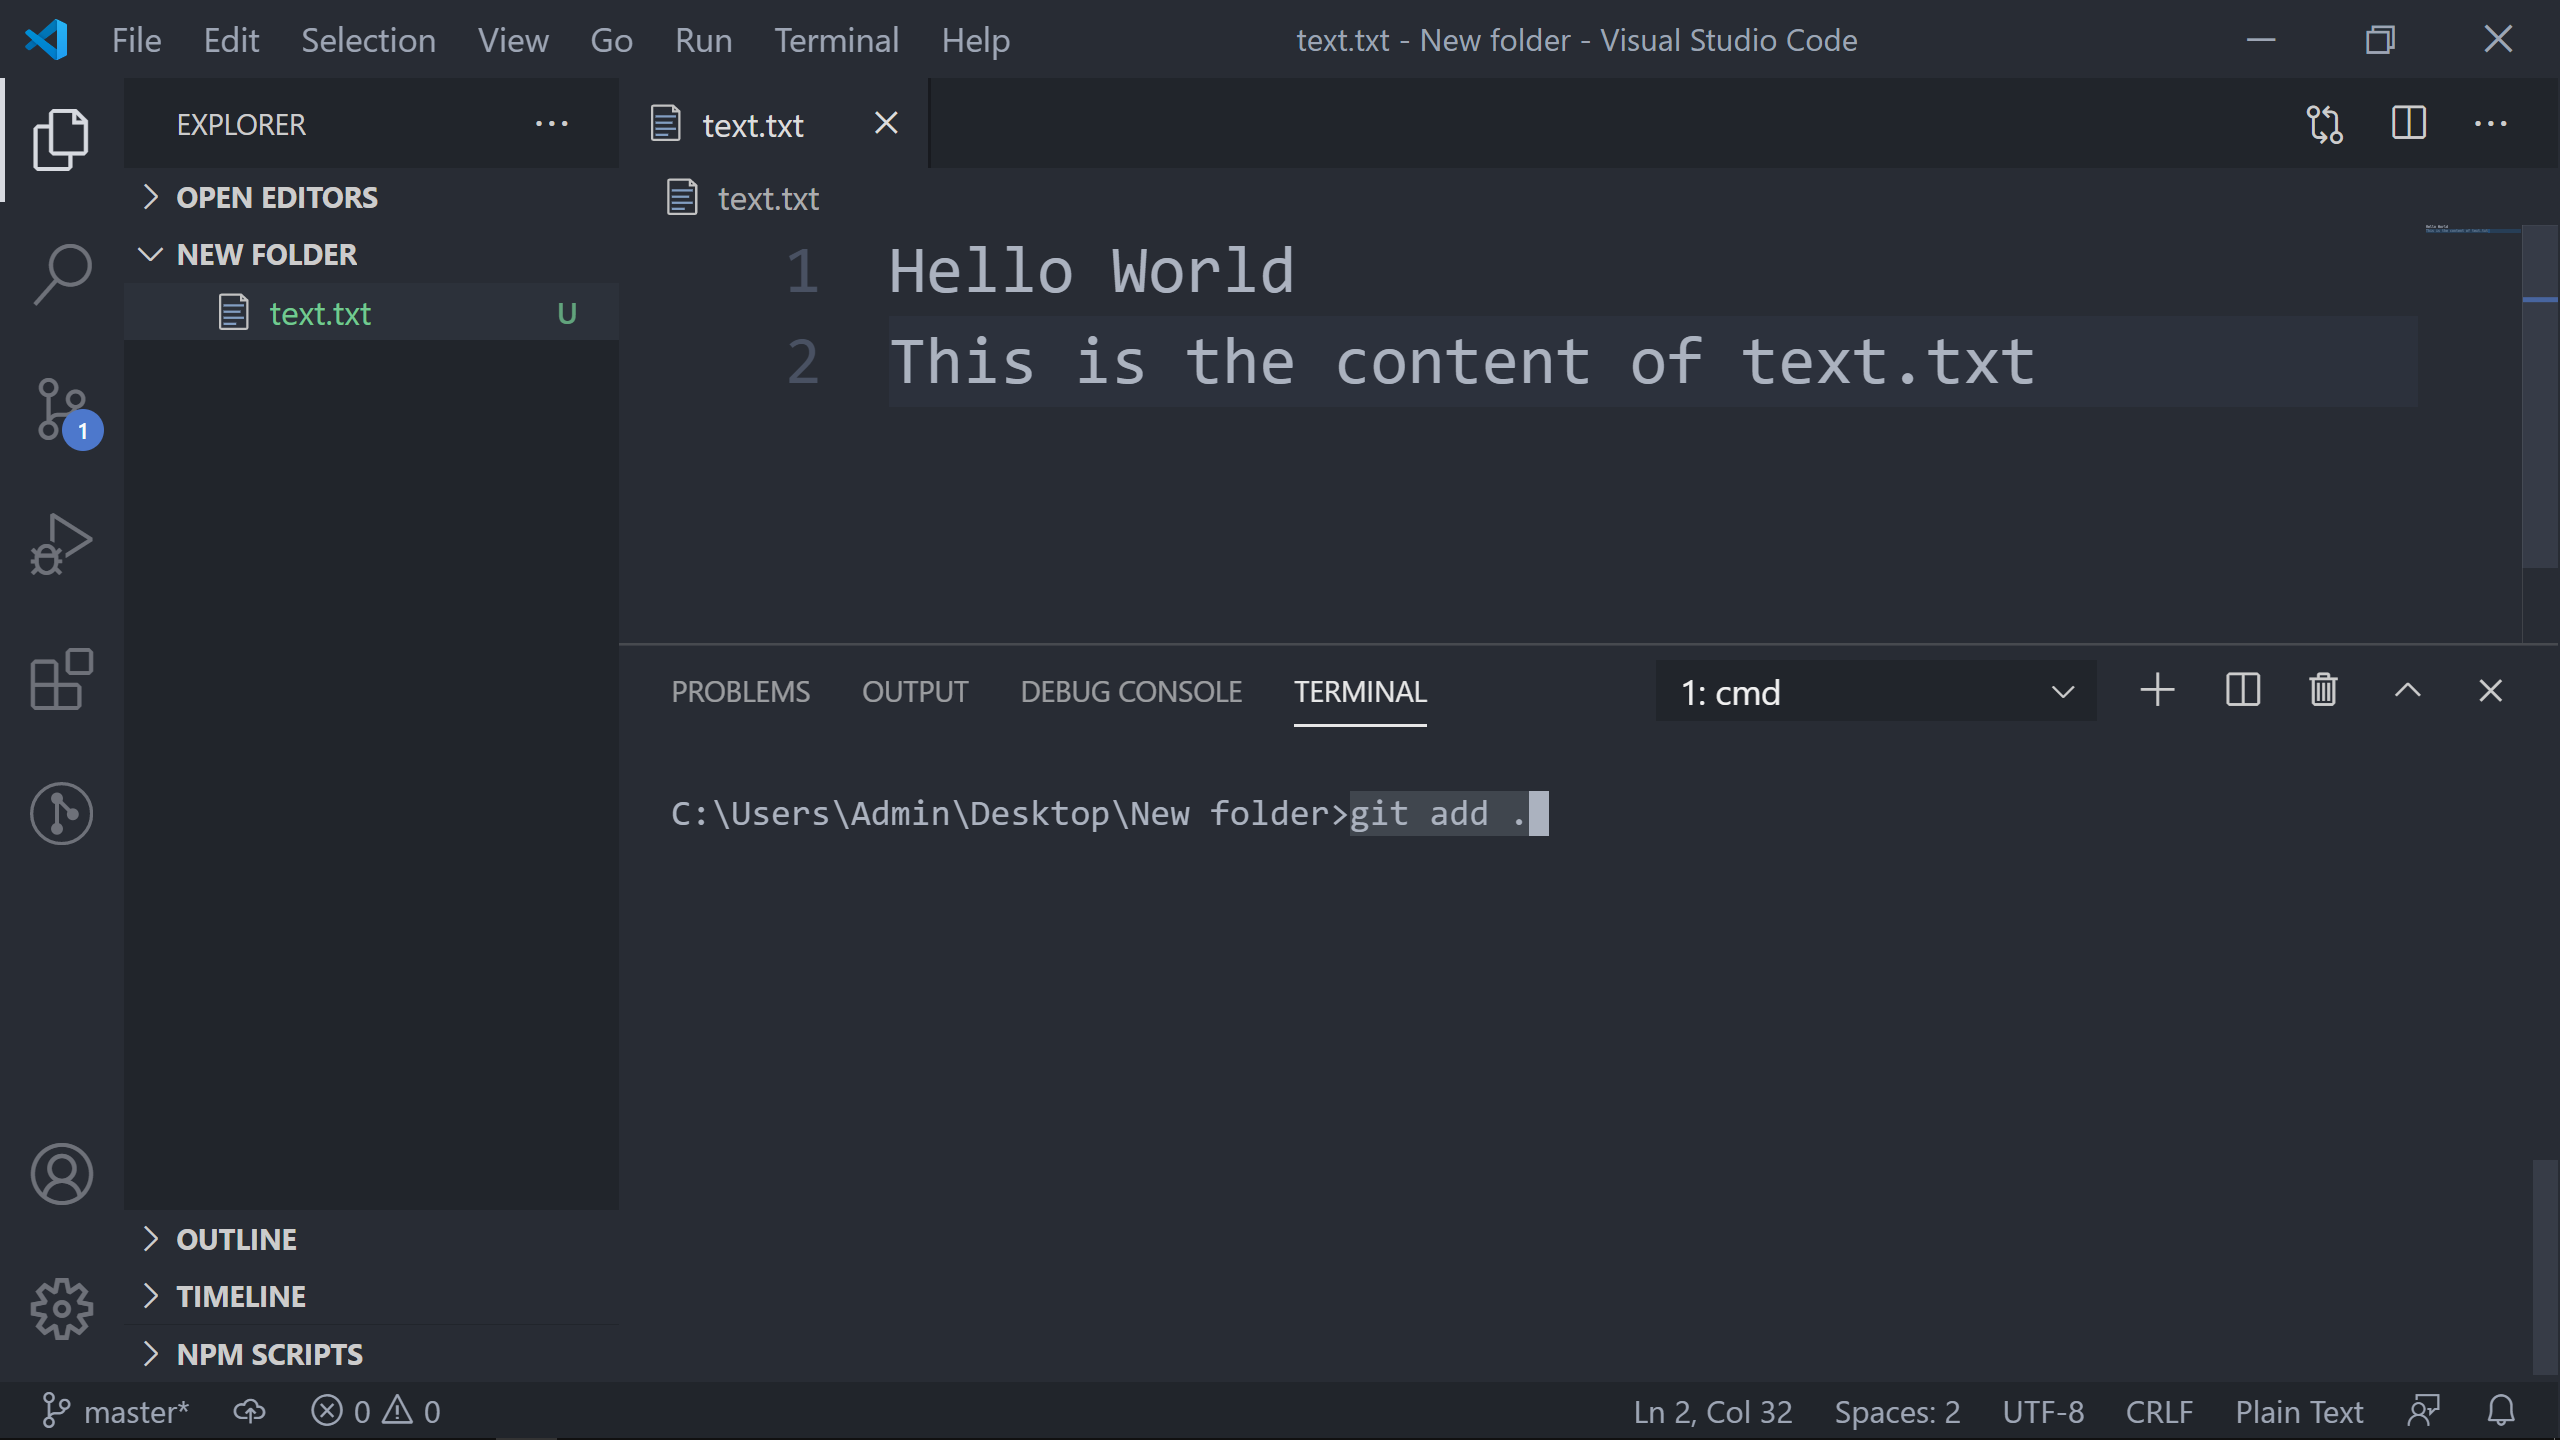 File Edit Selection View Go Run Terminal Help text.txt - New folder - Visual Studio Code
EXPLORER
OPEN EDITORS
NEW FOLDER
text.txt U
1
text.txt
text.txt
1 Hello World
2 This is the content of text.txt
PROBLEMS OUTPUT DEBUG CONSOLE TERMINAL 1: cmd
C:\Users\Admin\Desktop\New folder>git add .
OUTLINE
TIMELINE
NPM SCRIPTS
master* 0 0 Ln 2, Col 32 Spaces: 2 UTF-8 CRLF Plain Text